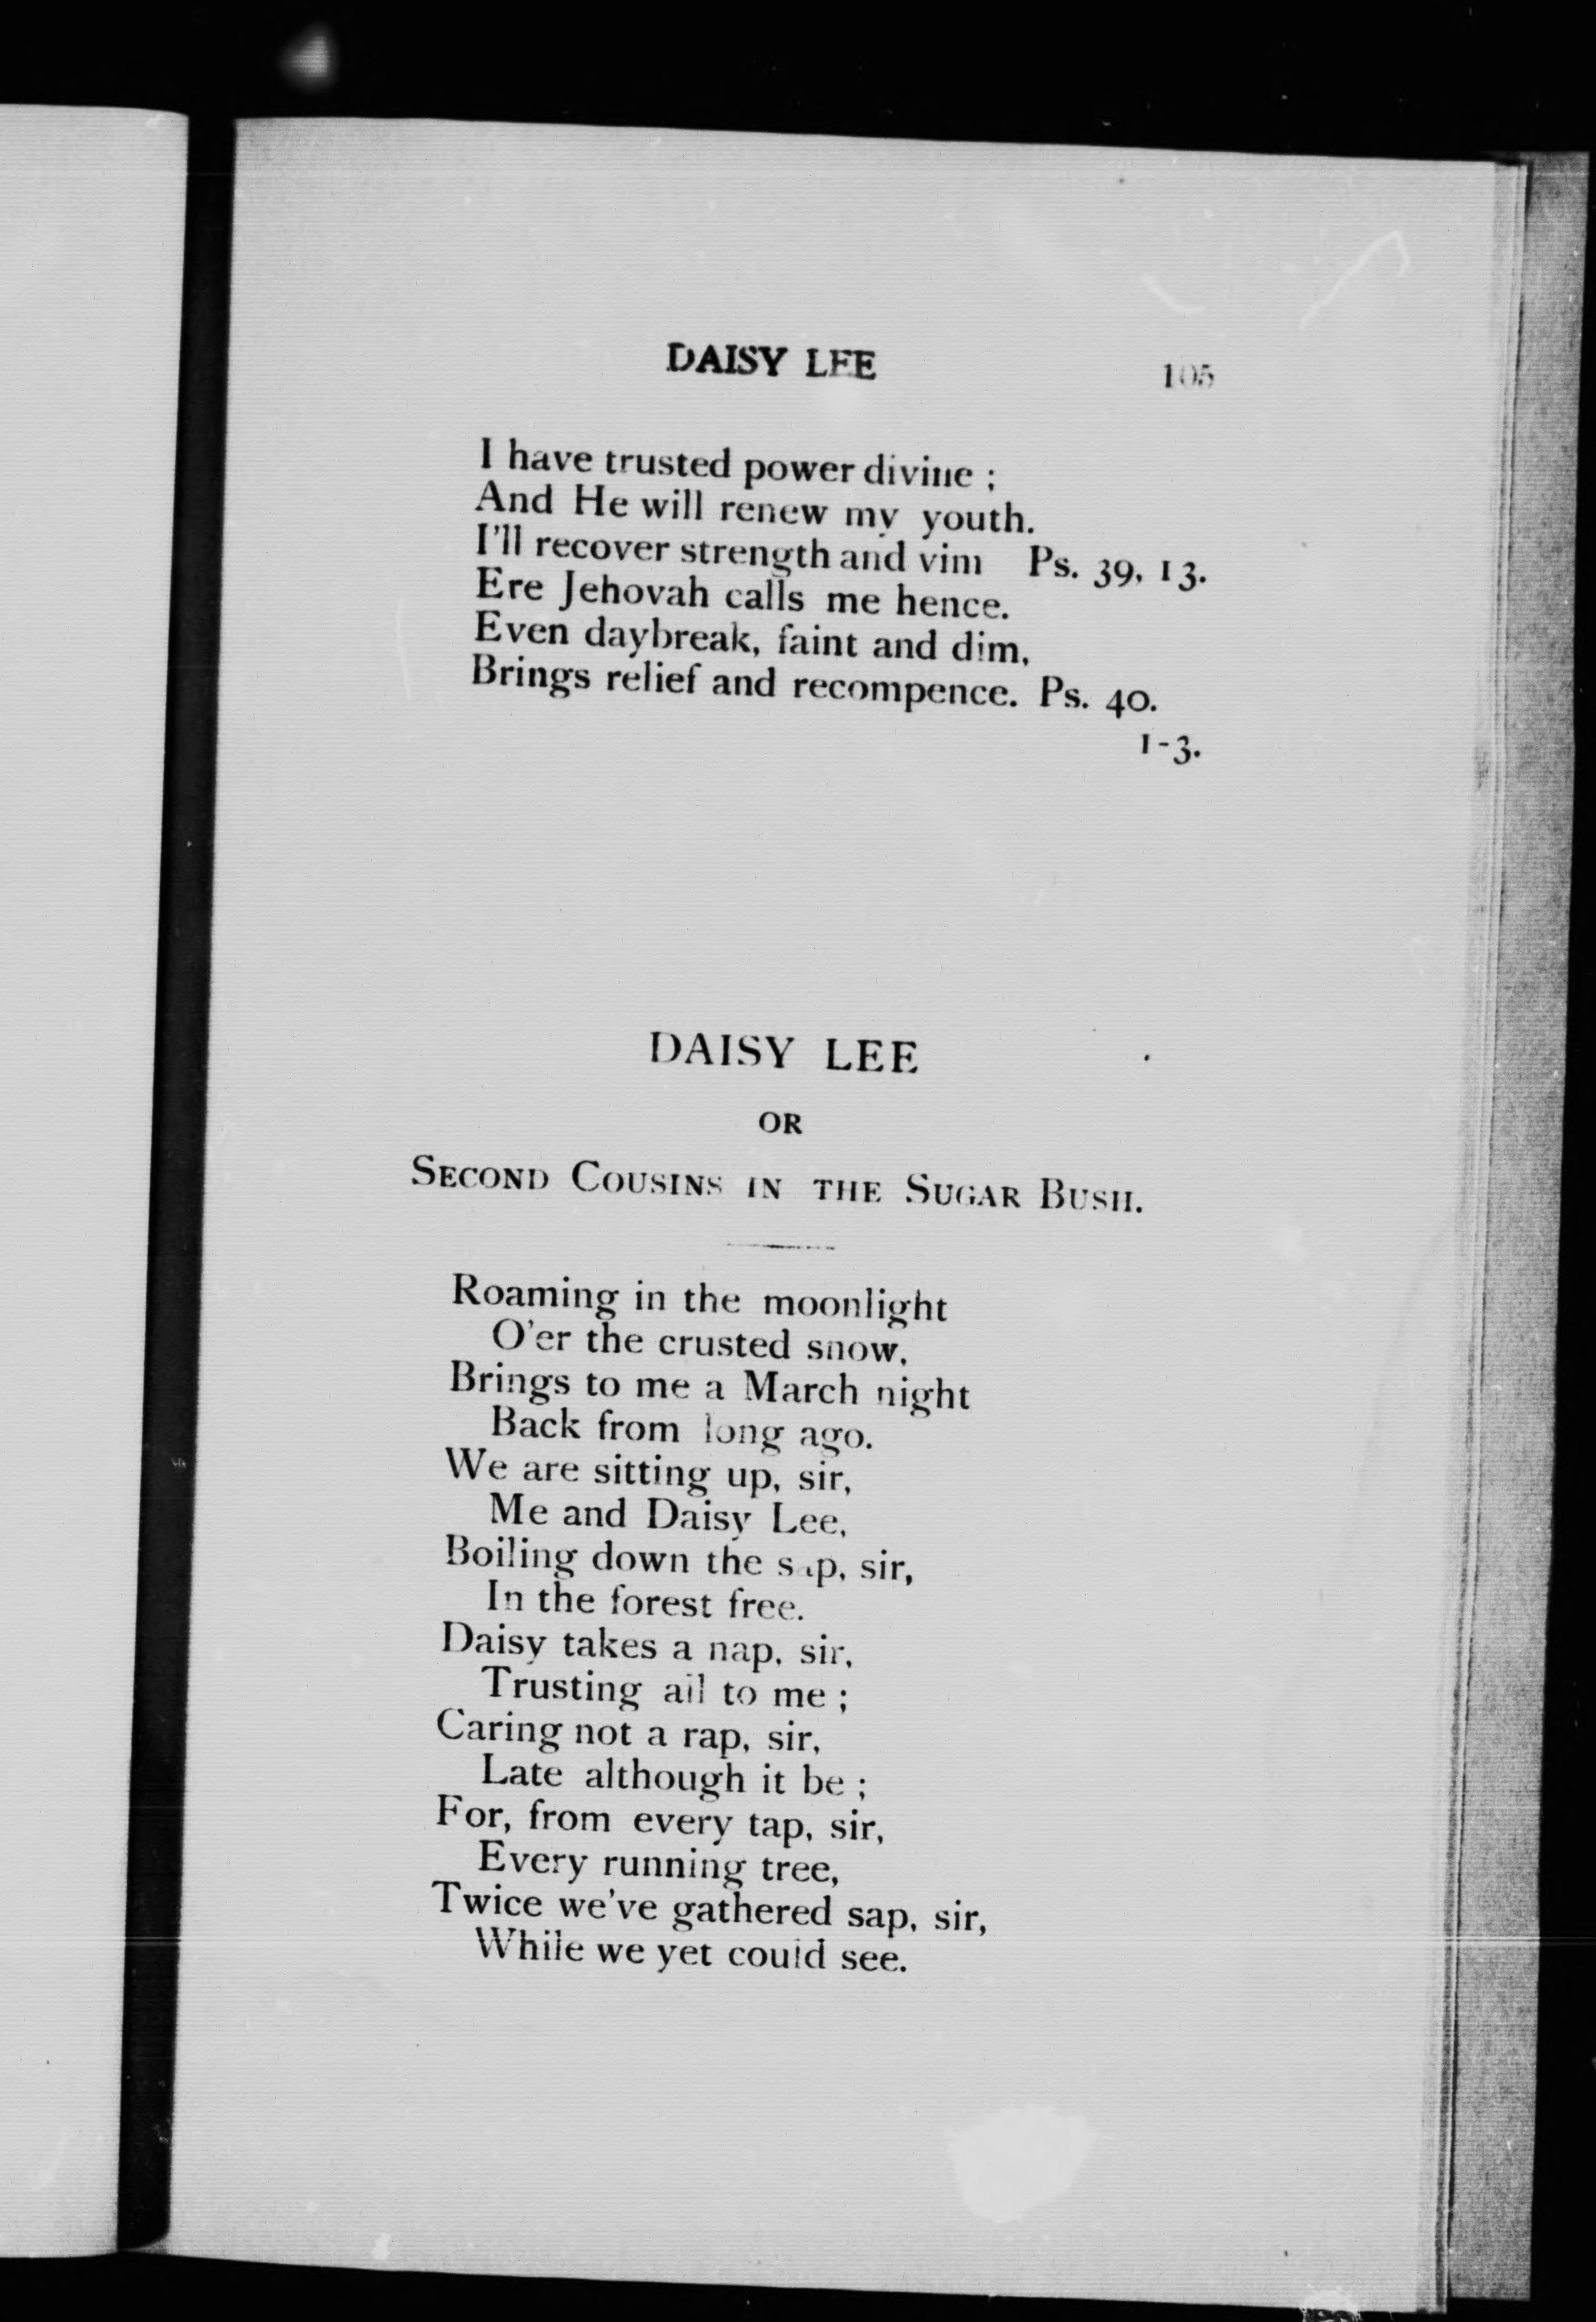 DAISY LEE 105
I have trusted power divine ;
And He will renew my youth.
I'll recover strength and vim Ps. 39, 13.
Ere Jehovah calls me hence.
Even daybreak, faint and dim,
Brings relief and recompence. Ps. 40.
1-3.
DAISY LEE
OR
SECOND COUSINS IN THE SUGAR BUSH.
Roaming in the moonlight
O'er the crusted snow,
Brings to me a March night
Back from long ago.
We are sitting up, sir,
Me and Daisy Lee,
Boiling down the sap, sir,
In the forest free.
Daisy takes a nap, sir,
Trusting all to me ;
Caring not a rap, sir,
Late although it be ;
For, from every tap, sir,
Every running tree,
Twice we've gathered sap, sir,
While we yet could see.